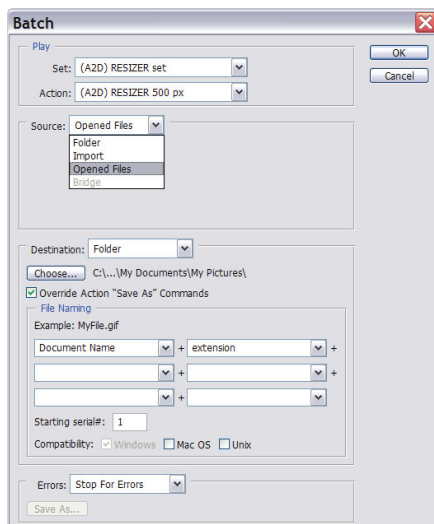 Batch
Play
OK
Set: (A2D) RESIZER set
Cancel
Action: (A2D) RESIZER 500 px
Source: Opened Files
Folder
Import
Opened Files
Bridge
Destination: Folder
Choose... C:\...\My Documents\My Pictures\
Override Action "Save As" Commands
File Naming
Example: MyFile.gif
Document Name + extension +
+ +
+
Starting serial#: 1
Compatibility: Windows Mac OS Unix
Errors: Stop For Errors
Save As...